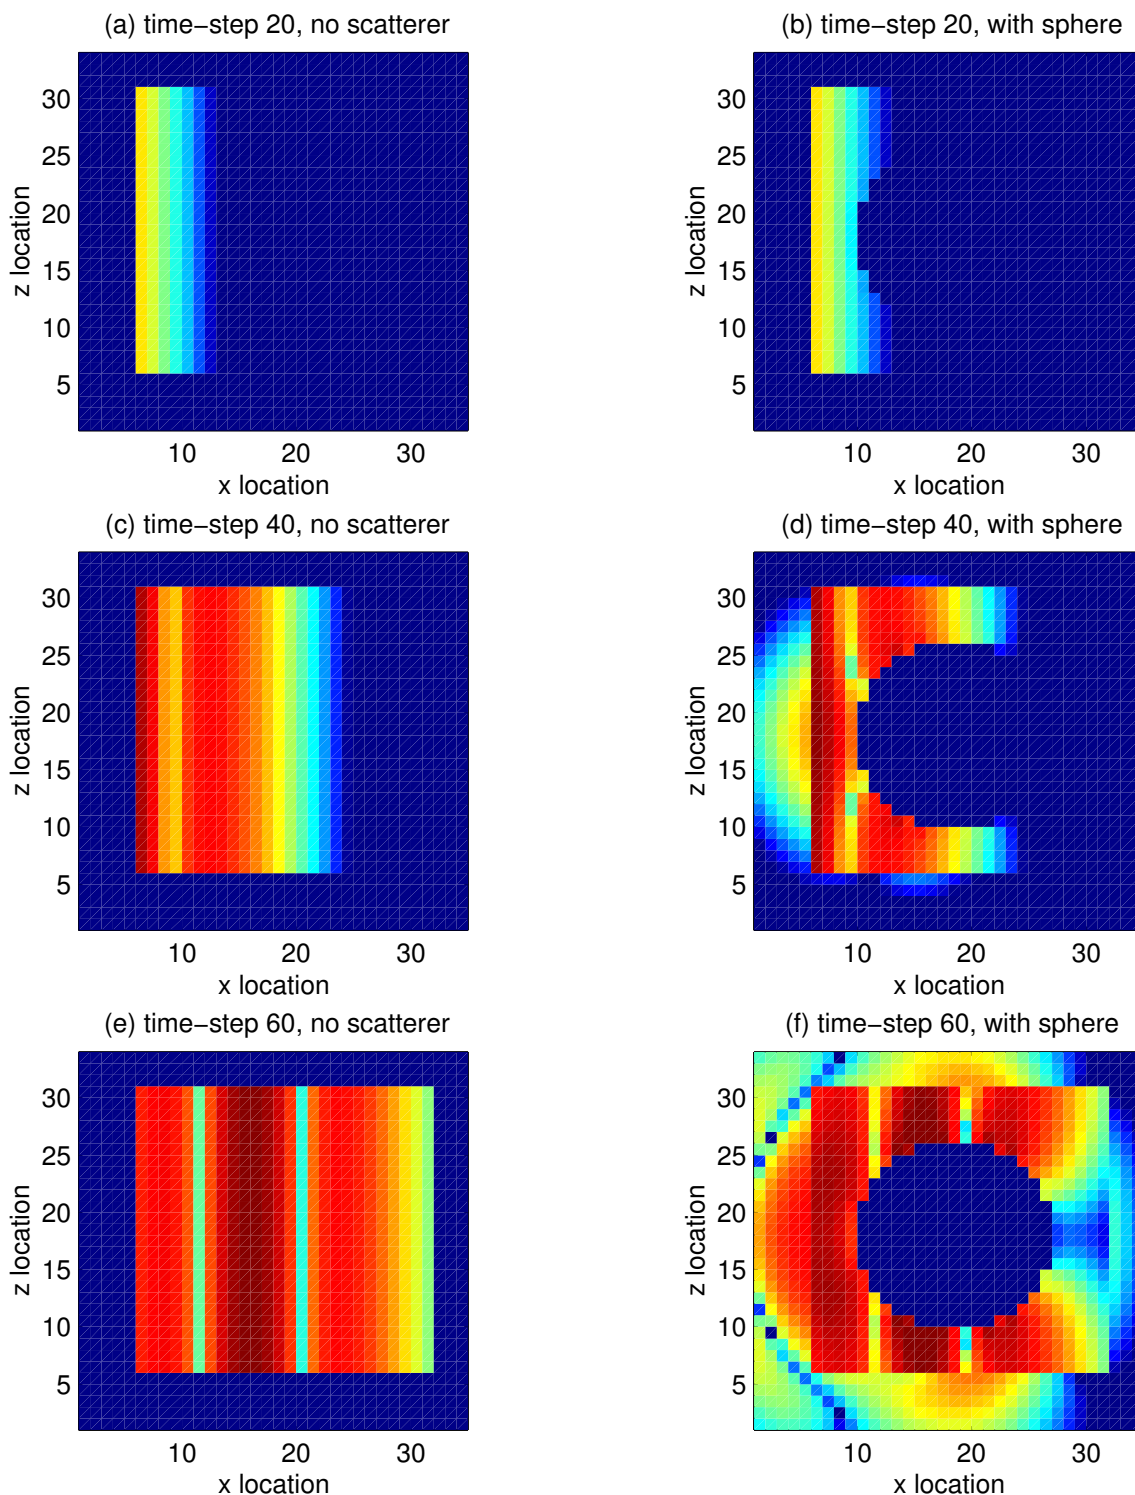 (a) time−step 20, no scatterer
(b) time−step 20, with sphere
30
25
20
15
10
5
z location
10 20 30
x location
30
25
20
15
10
5
z location
10 20 30
x location
(c) time−step 40, no scatterer
(d) time−step 40, with sphere
30
25
20
15
10
5
z location
10 20 30
x location
30
25
20
15
10
5
z location
10 20 30
x location
(e) time−step 60, no scatterer
(f) time−step 60, with sphere
30
25
20
15
10
5
z location
10 20 30
x location
30
25
20
15
10
5
z location
10 20 30
x location